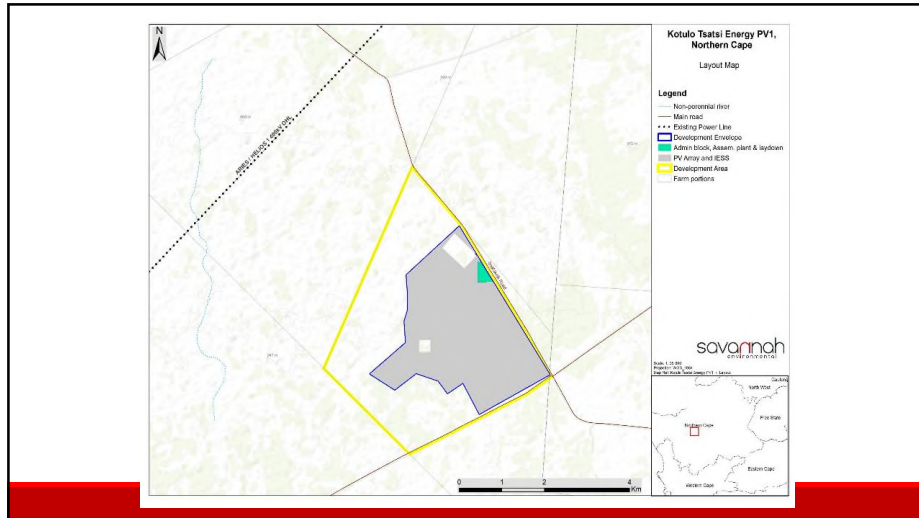 N
Kotulo Tsatsi Energy PV1,
Northern Cape
Layout Map
Legend
Non-perennial river
Main road
Existing Power Line
Development Envelope
Admin block, Assem. plant & laydown
PV Array and IESS
Development Area
Farm portions
savannah
environmental
North West
Gauteng
Free State
Northern Cape
Eastern Cape
Western Cape
0
1
2
4
Km